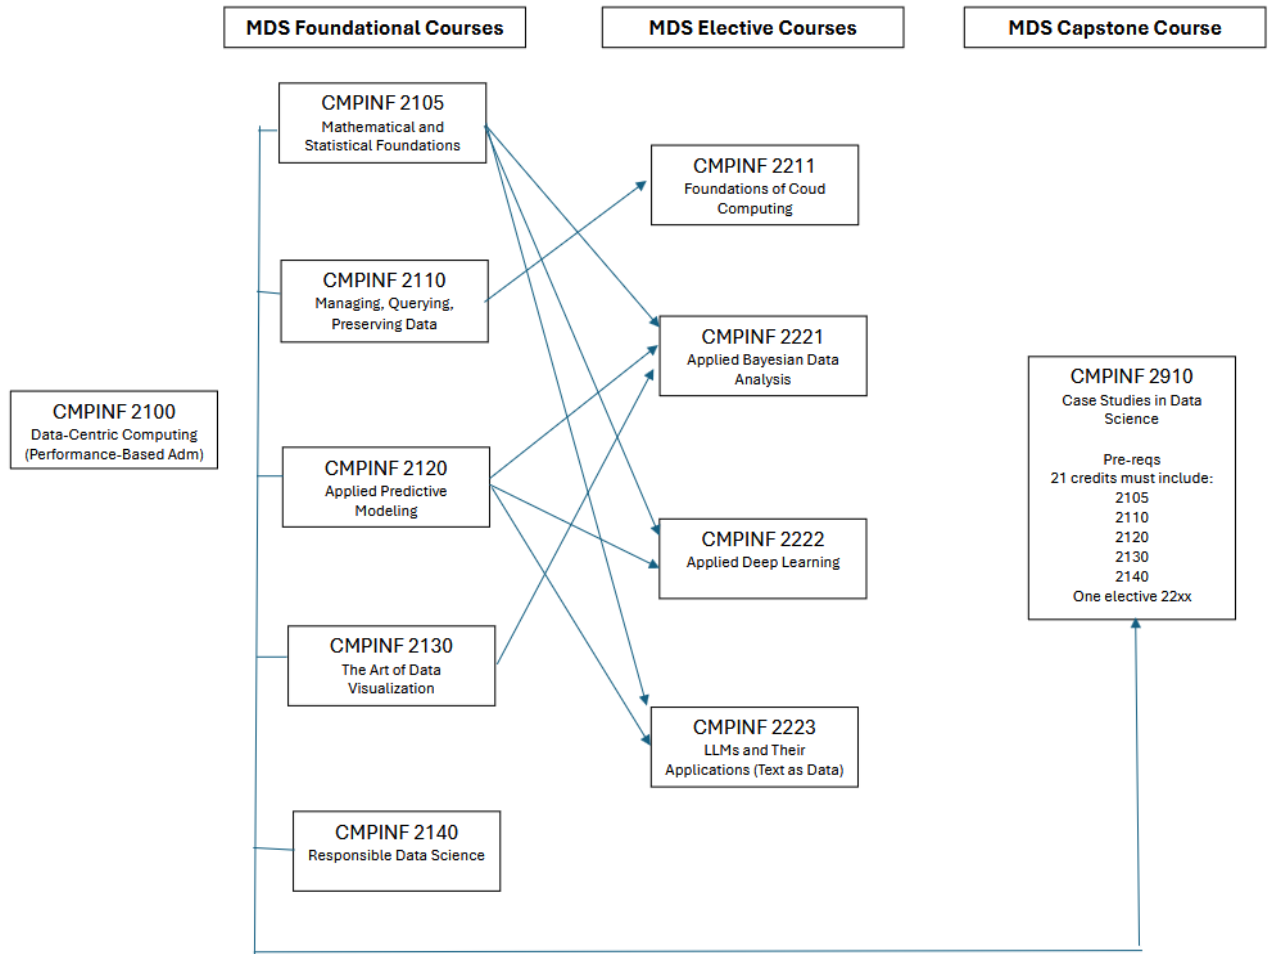 MDS Foundational Courses
MDS Elective Courses
MDS Capstone Course
CMPINF 2100
Data-Centric Computing
(Performance-Based Adm)
CMPINF 2105
Mathematical and
Statistical Foundations
CMPINF 2110
Managing, Querying,
Preserving Data
CMPINF 2120
Applied Predictive
Modeling
CMPINF 2130
The Art of Data
Visualization
CMPINF 2140
Responsible Data Science
CMPINF 2211
Foundations of Coud
Computing
CMPINF 2221
Applied Bayesian Data
Analysis
CMPINF 2222
Applied Deep Learning
CMPINF 2223
LLMs and Their
Applications (Text as Data)
CMPINF 2910
Case Studies in Data
Science
Pre-reqs
21 credits must include:
2105
2110
2120
2130
2140
One elective 22xx